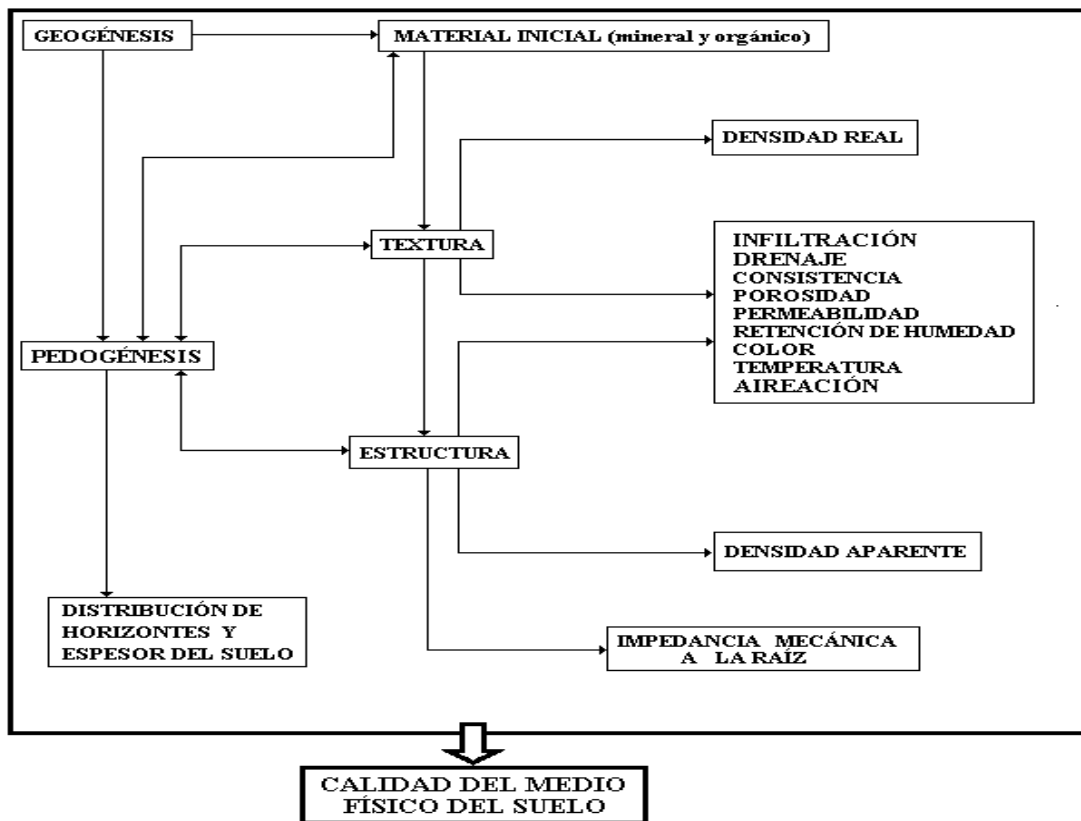 GEOGÉNESIS
MATERIAL INICIAL (mineral y orgánico)
DENSIDAD REAL
TEXTURA
INFILTRACIÓN
DRENAJE
CONSISTENCIA
POROSIDAD
PERMEABILIDAD
RETENCIÓN DE HUMEDAD
COLOR
TEMPERATURA
AIREACIÓN
PEDOGÉNESIS
ESTRUCTURA
DENSIDAD APARENTE
DISTRIBUCIÓN DE
HORIZONTES Y
ESPESOR DEL SUELO
IMPEDANCIA MECÁNICA
A LA RAÍZ
CALIDAD DEL MEDIO
FÍSICO DEL SUELO